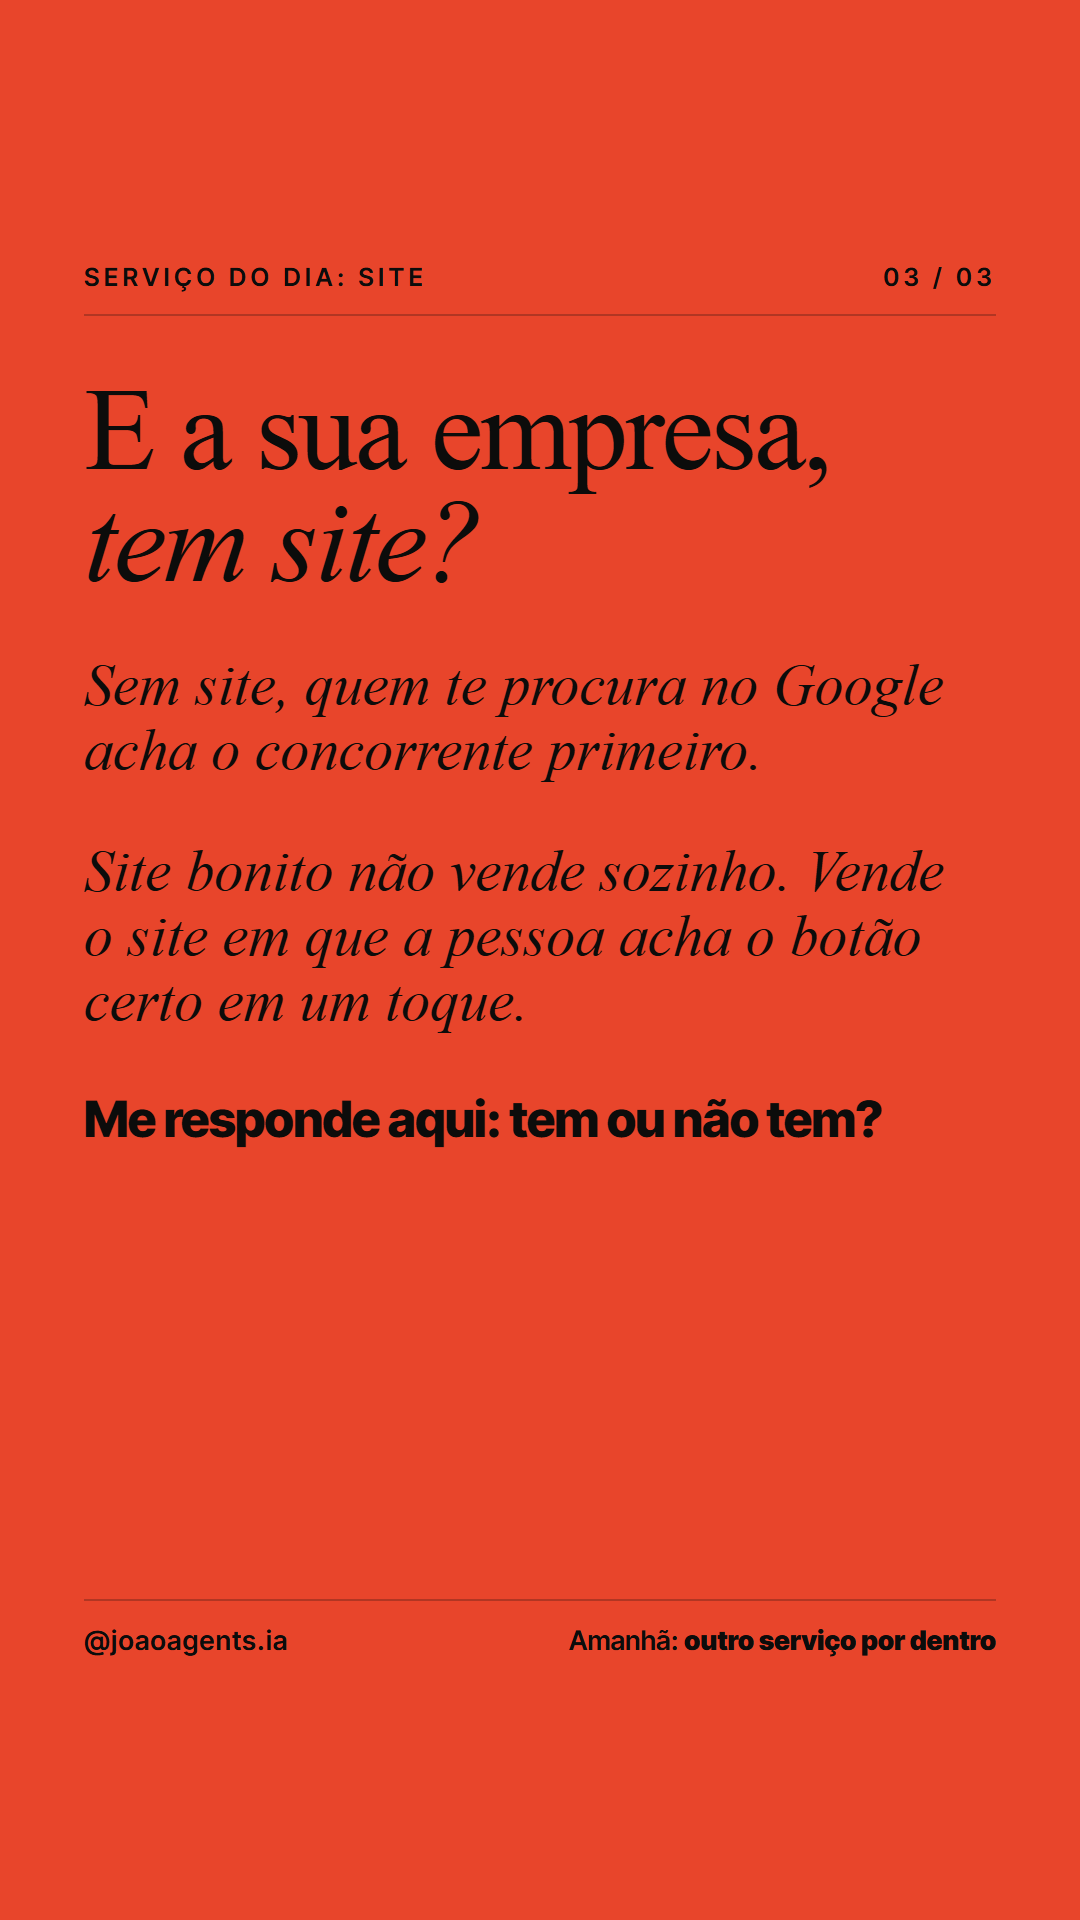 SERVIÇO DO DIA: SITE
03 / 03
E a sua empresa,
tem site?
Sem site, quem te procura no Google
acha o concorrente primeiro.
Site bonito não vende sozinho. Vende
o site em que a pessoa acha o botão
certo em um toque.
Me responde aqui: tem ou não tem?
@joaoagents.ia
Amanhã: outro serviço por dentro